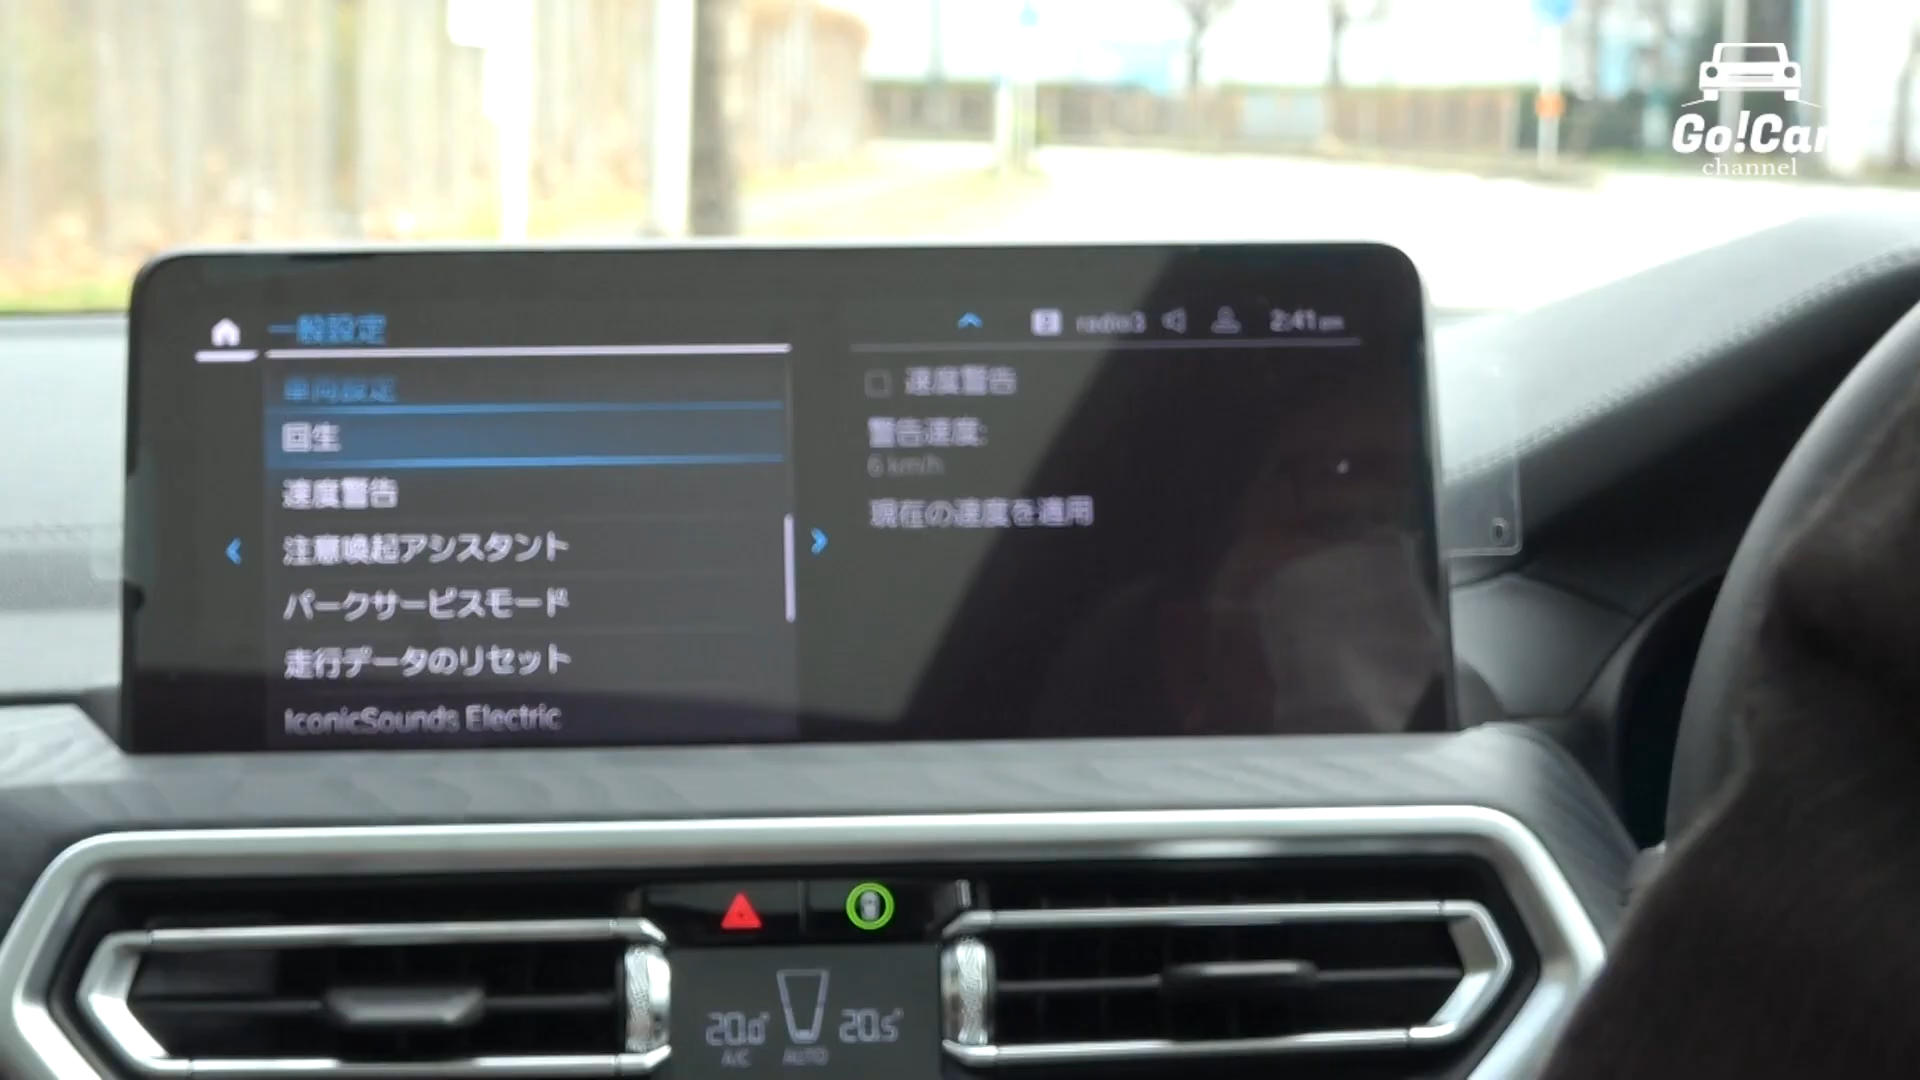 Go!Car
channel
一般設定
radio3
2:41 pm
車両設定
回生
速度警告
注意喚起アシスタント
パークサービスモード
走行データのリセット
IconicSounds Electric
速度警告
警告速度:
6 km/h
現在の速度を適用
20.0°
20.5°
A/C
AUTO